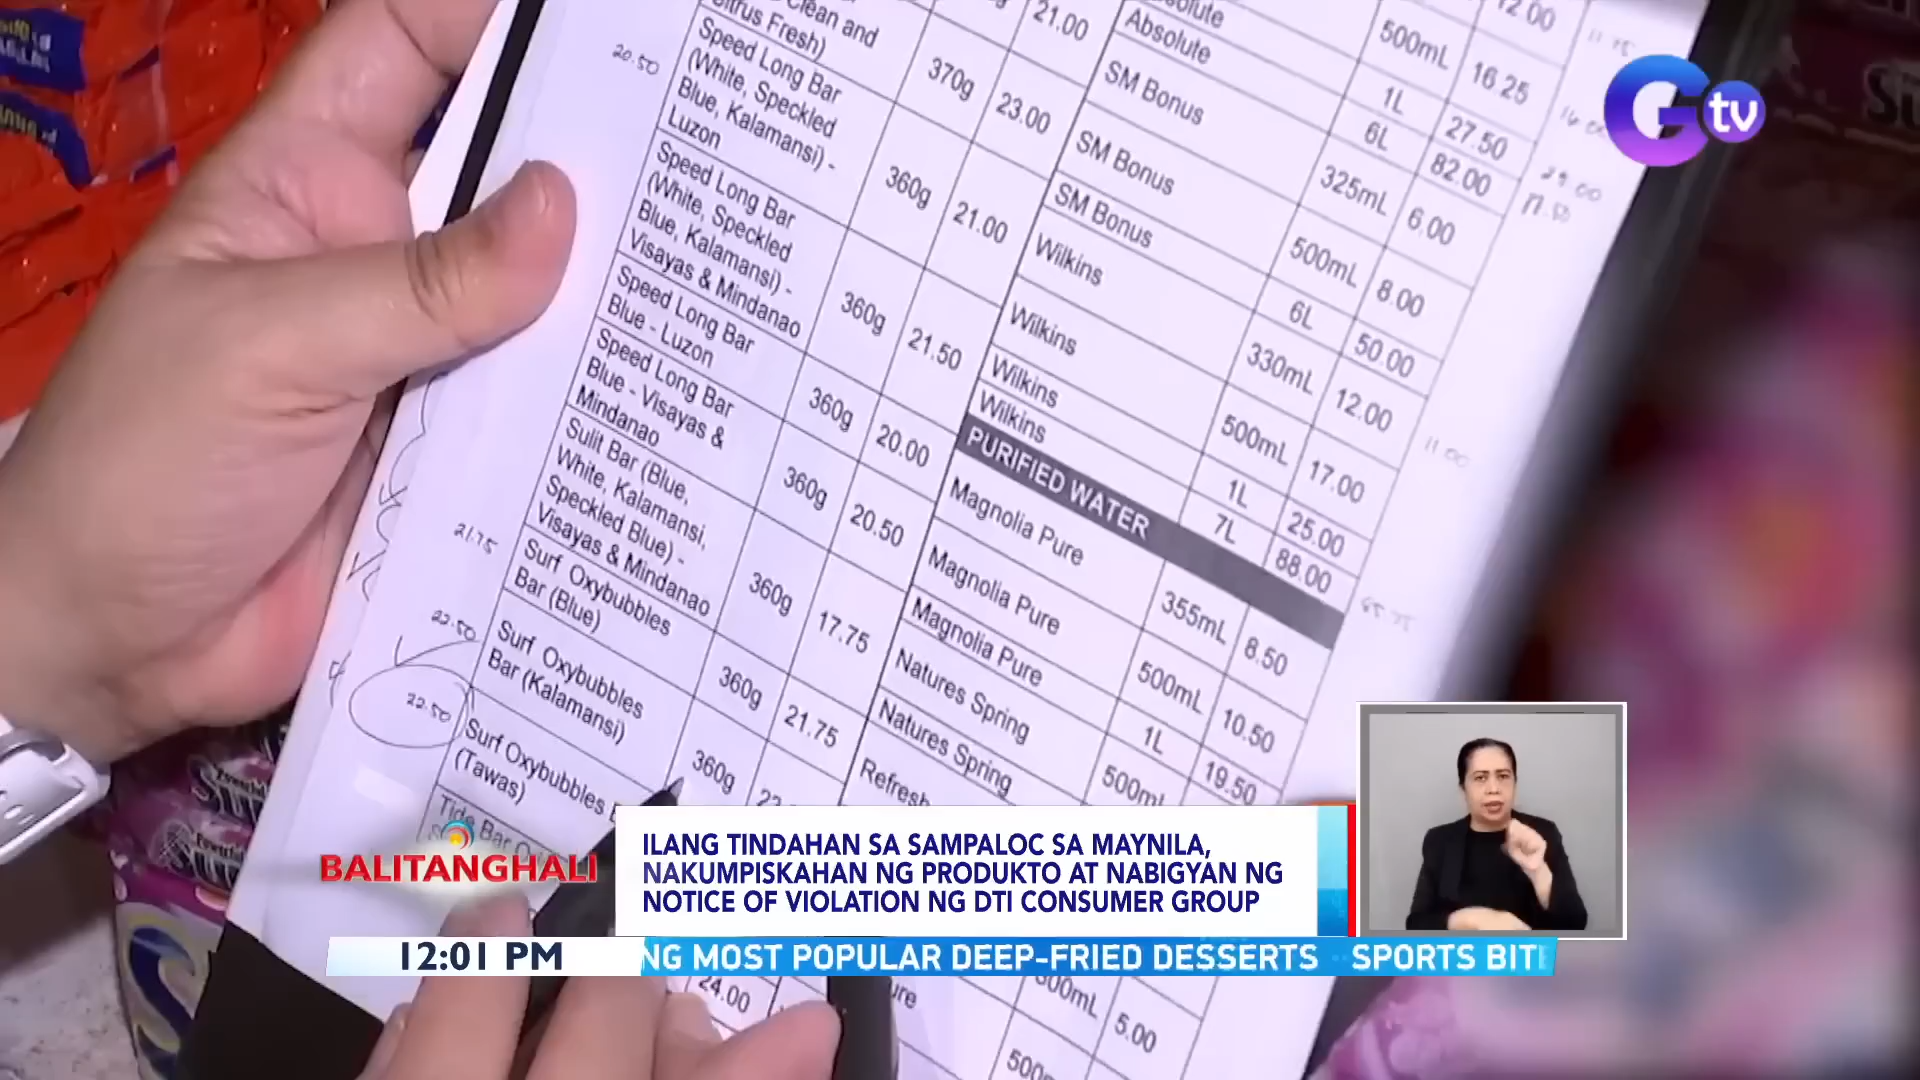 Clean and
Citrus Fresh)
370g
21.00
Speed Long Bar
(White, Speckled
Blue, Kalamansi) -
Luzon
360g
23.00
Speed Long Bar
(White, Speckled
Blue, Kalamansi) -
Visayas & Mindanao
360g
21.00
Speed Long Bar
Blue - Luzon
360g
21.50
Speed Long Bar
Blue - Visayas &
Mindanao
360g
20.00
Sulit Bar (Blue,
White, Kalamansi,
Speckled Blue) -
Visayas & Mindanao
360g
20.50
Surf Oxybubbles
Bar (Blue)
360g
17.75
Surf Oxybubbles
Bar (Kalamansi)
360g
21.75
Surf Oxybubbles
(Tawas)
24.00
20.50
21.75
22.50
22.50
Absolute
500mL
12.00
Absolute
1L
16.25
SM Bonus
6L
27.50
82.00
SM Bonus
325mL
6.00
SM Bonus
500mL
8.00
Wilkins
6L
50.00
Wilkins
330mL
12.00
Wilkins
500mL
17.00
Wilkins
1L
25.00
7L
88.00
PURIFIED WATER
Magnolia Pure
355mL
8.50
Magnolia Pure
500mL
10.50
Magnolia Pure
1L
19.50
Natures Spring
500mL
Natures Spring
Refresh
5.00
11.00
G tv
BALITANGHALI
ILANG TINDAHAN SA SAMPALOC SA MAYNILA,
NAKUMPISKAHAN NG PRODUKTO AT NABIGYAN NG
NOTICE OF VIOLATION NG DTI CONSUMER GROUP
12:01 PM
NG MOST POPULAR DEEP-FRIED DESSERTS SPORTS BIT